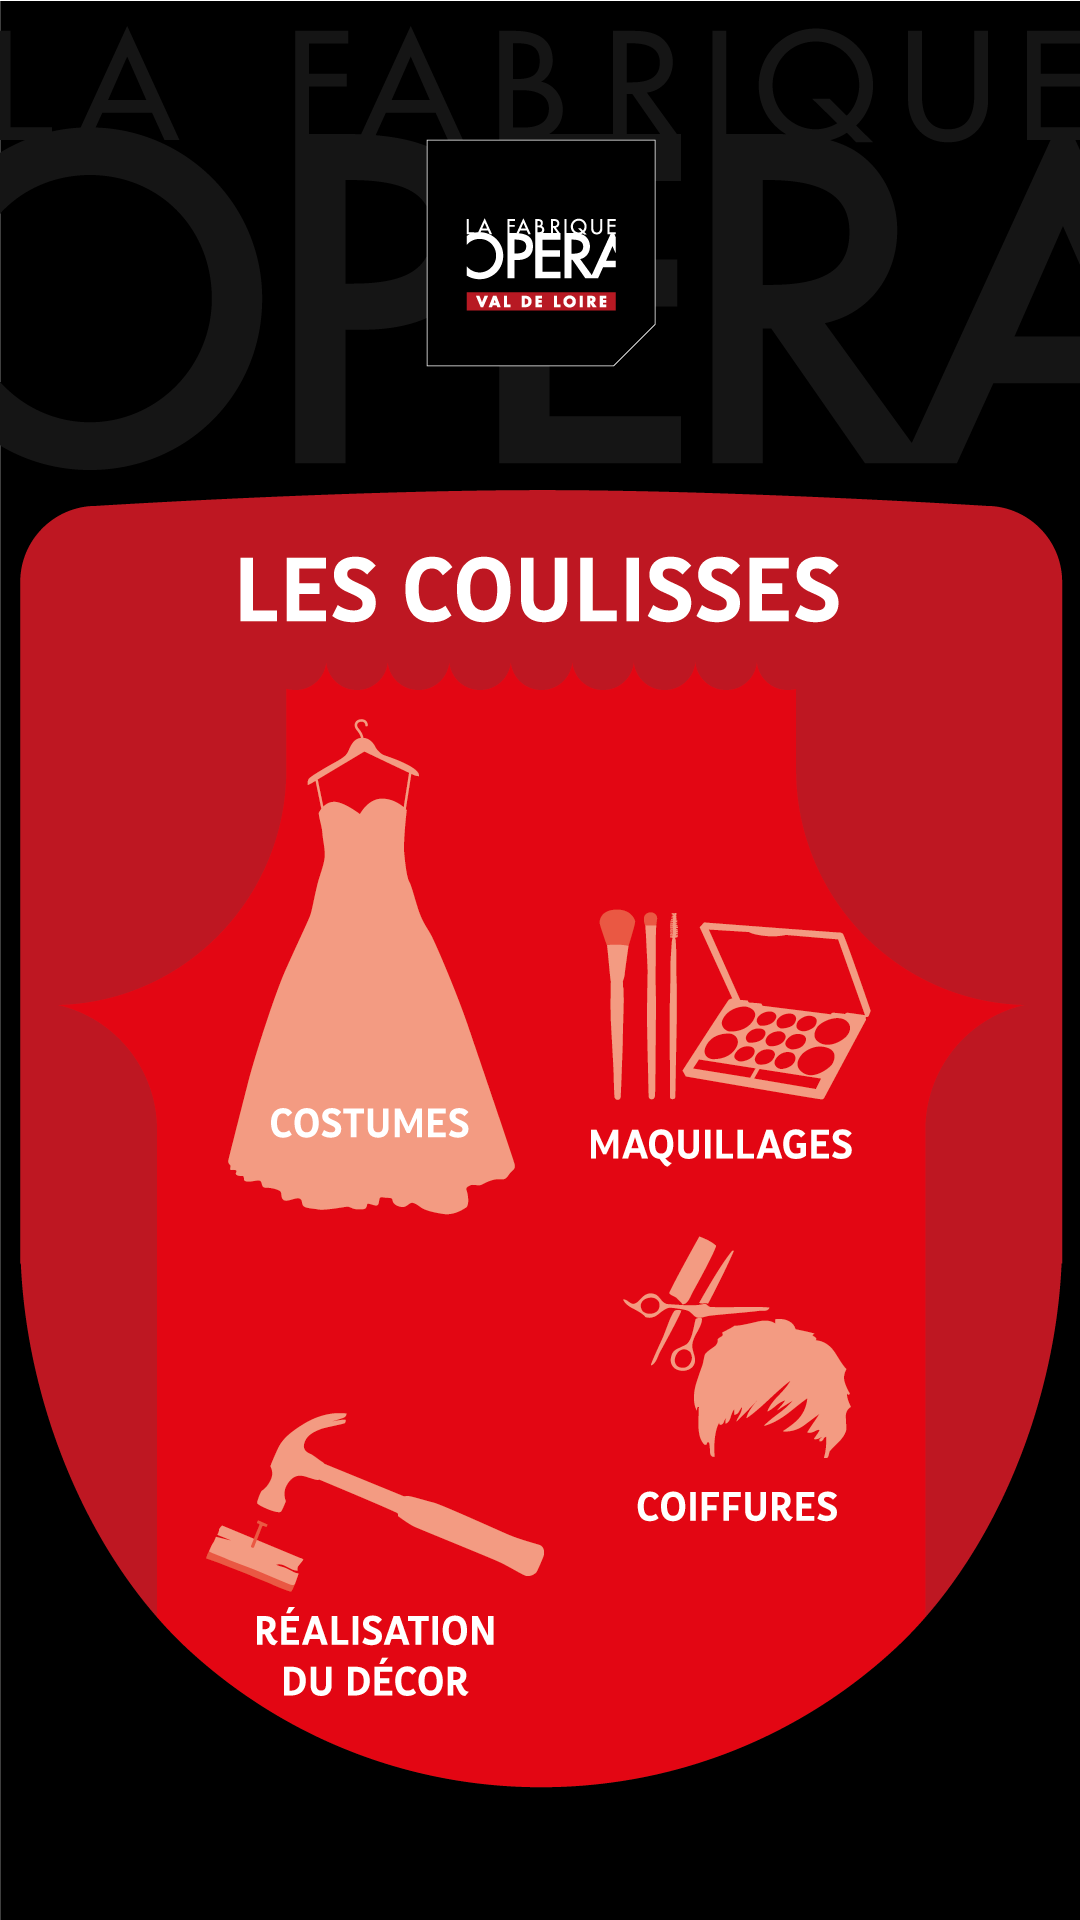 LA FABRIQUE
OPERA
LA FABRIQUE
OPERA
VAL DE LOIRE
LES COULISSES
COSTUMES
MAQUILLAGES
COIFFURES
RÉALISATION
DU DÉCOR